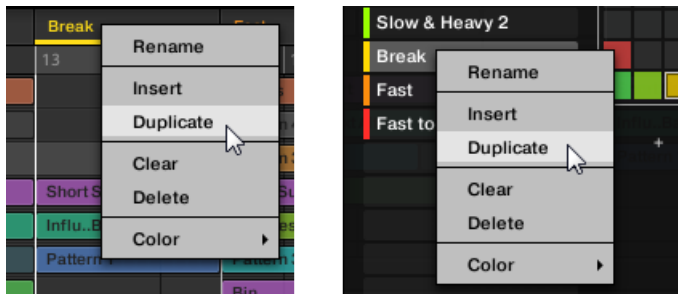 Break
13
Rename
Insert
Duplicate
Clear
Short S
Delete
Influ..B
Color
Pattern 1
Slow & Heavy 2
Break
Rename
Fast
Insert
Fast to
Duplicate
Clear
Delete
Color